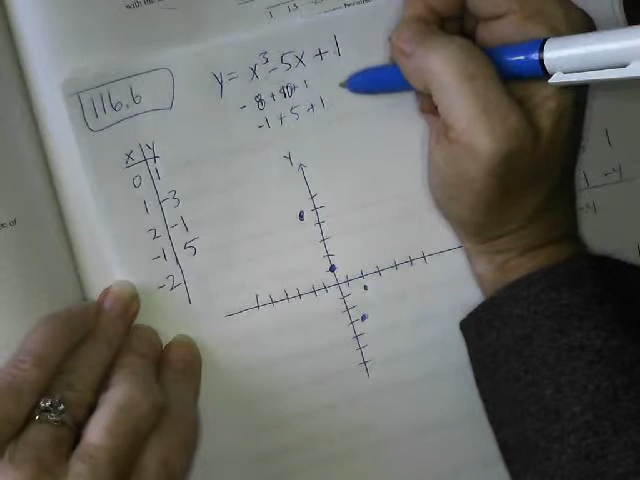 116.6
y = x³ - 5x + 1
- 8 + 10 + 1
-1 + 5 + 1
x | y
0 | 1
1 | -3
2 | -1
-1 | 5
-2 |
y